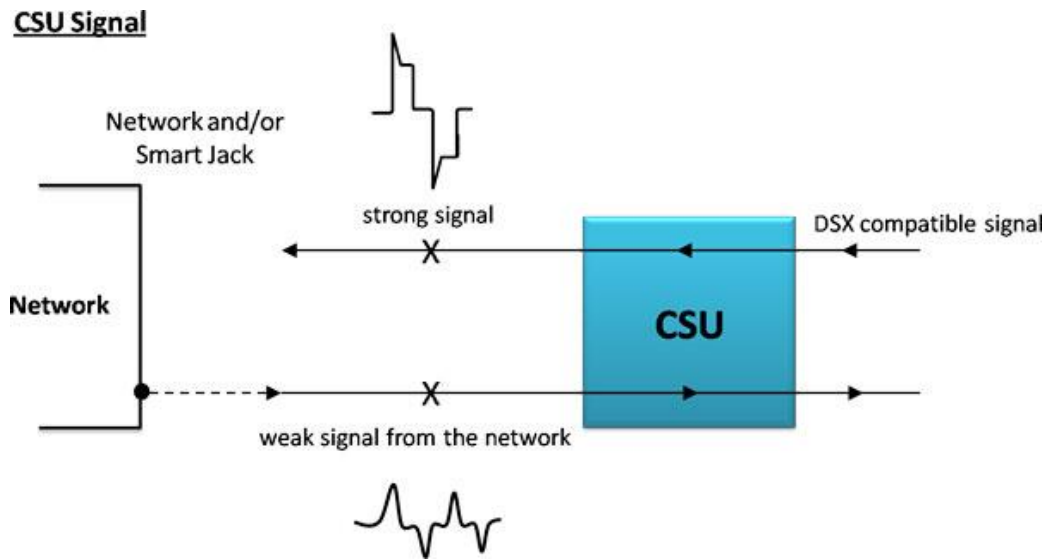 CSU Signal
Network and/or
Smart Jack
strong signal
DSX compatible signal
Network
CSU
X
X
weak signal from the network